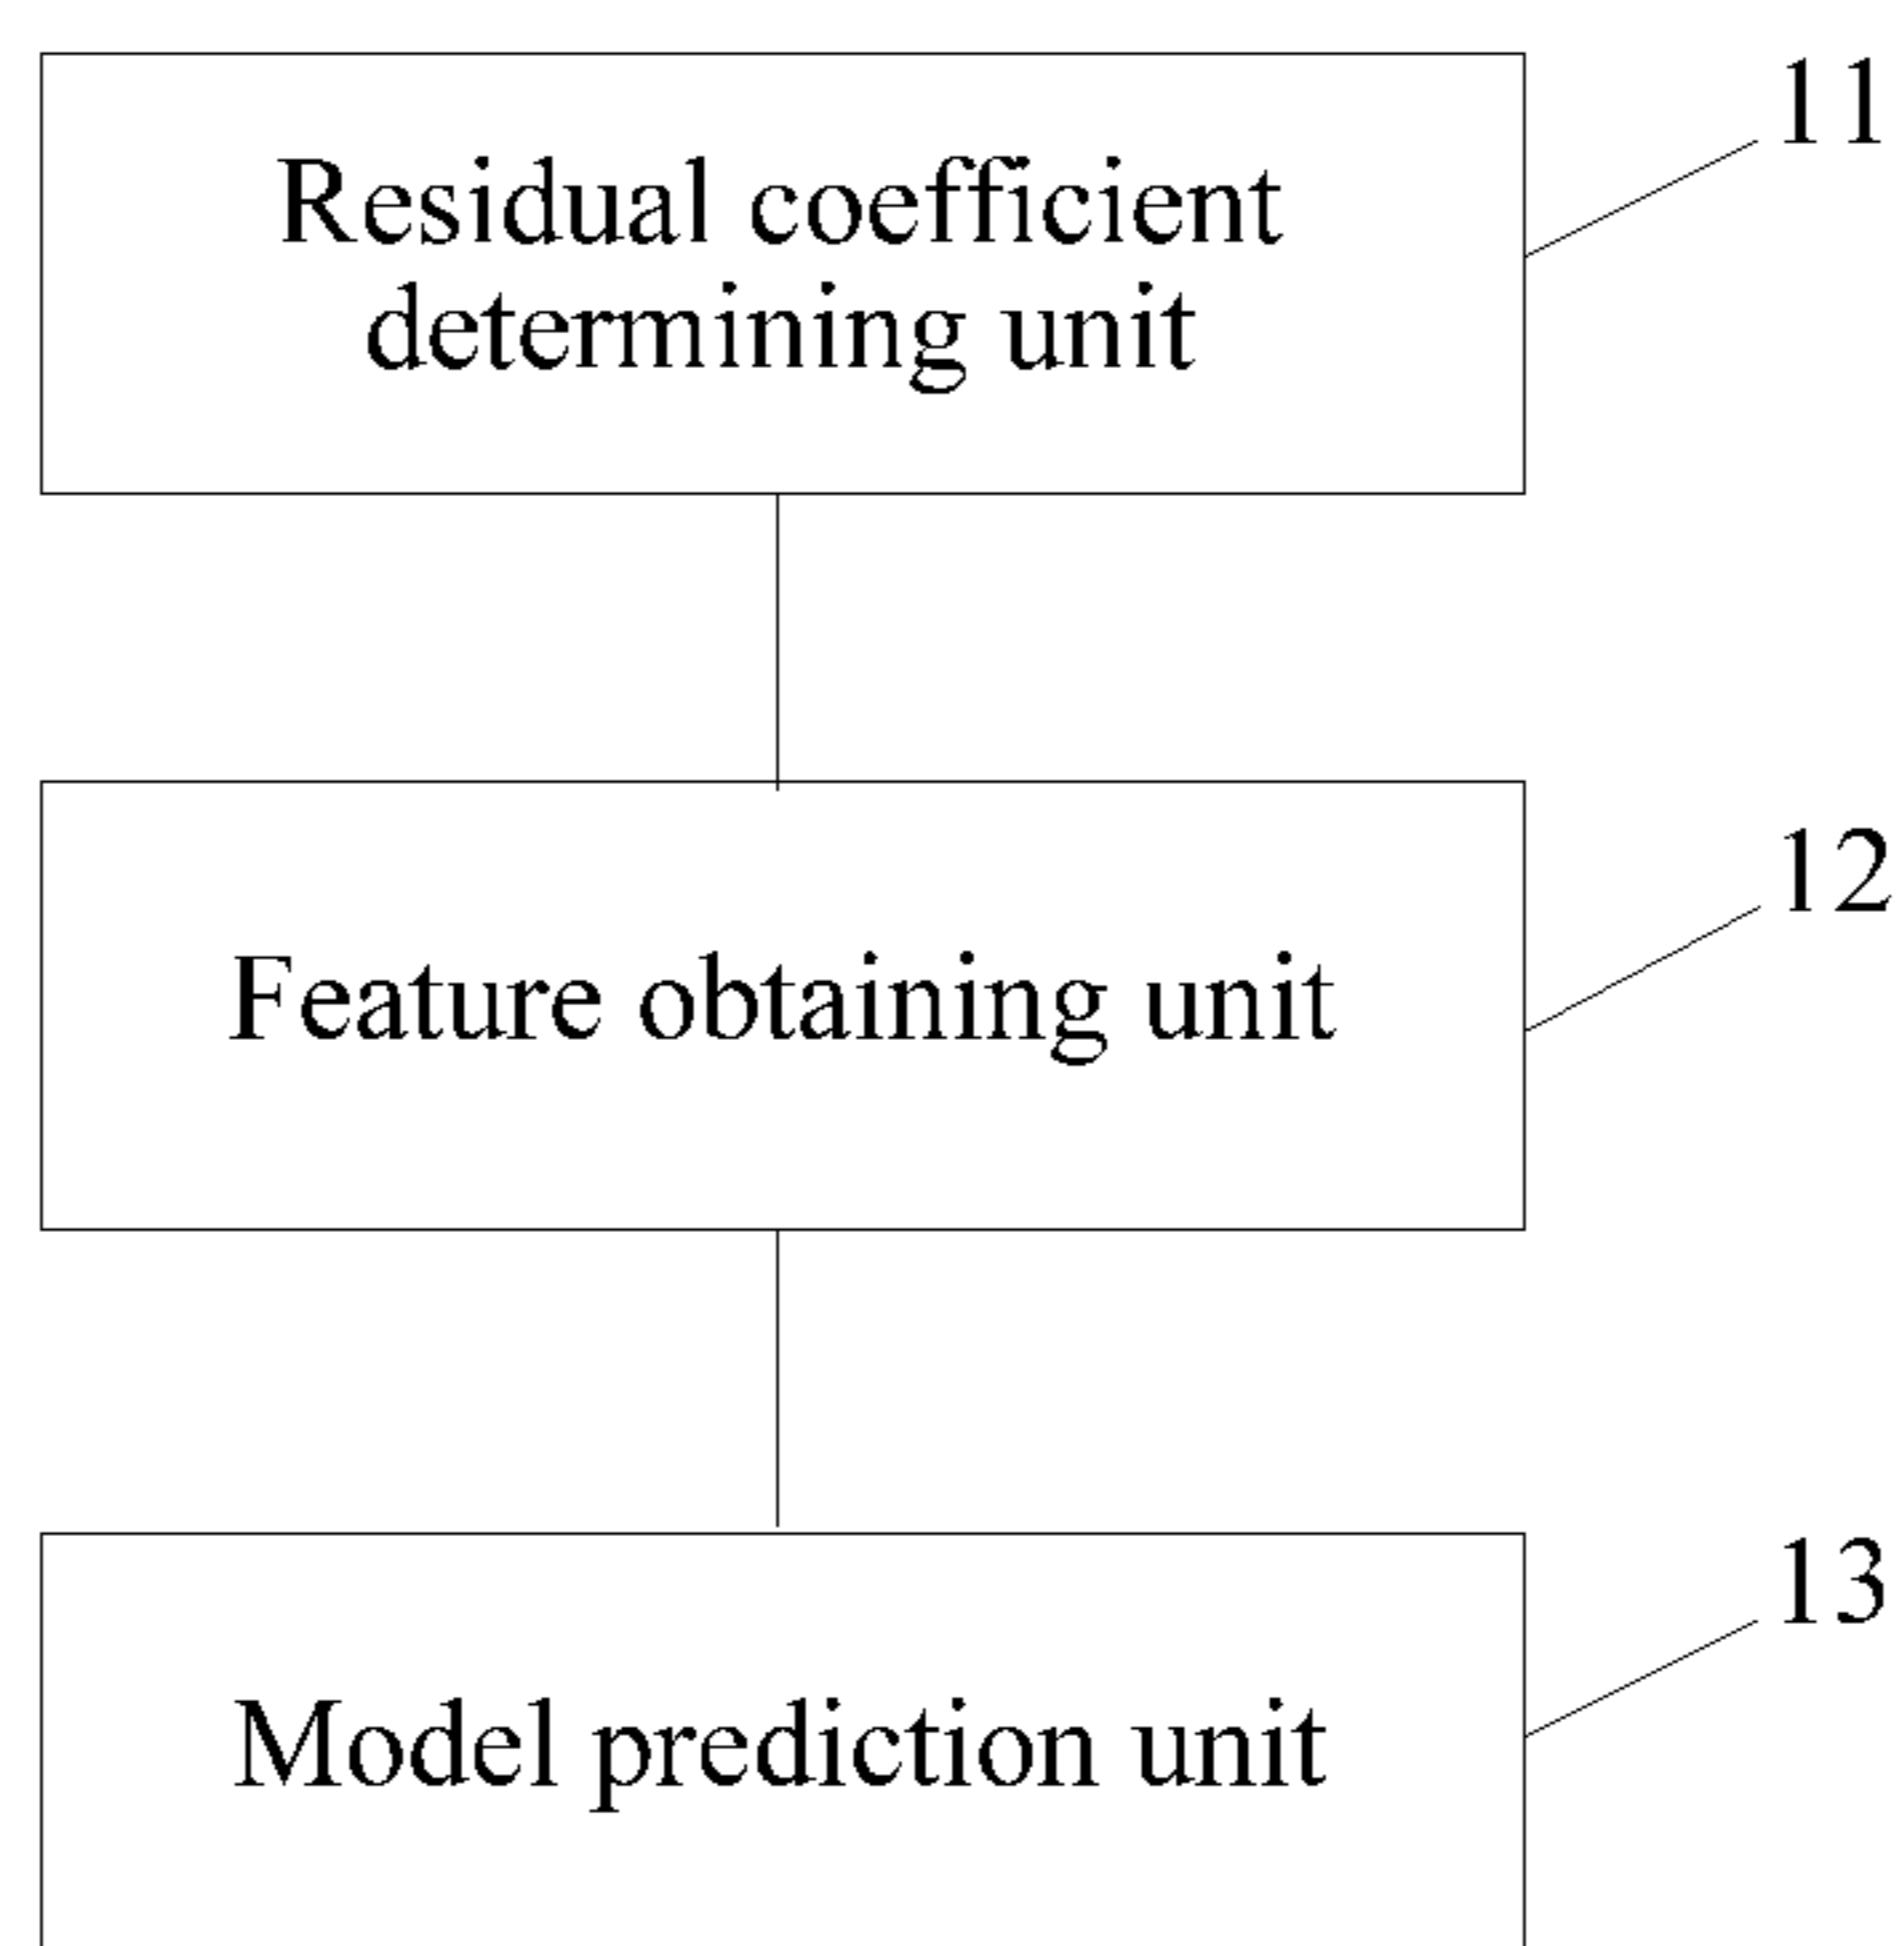 11
Residual coefficient
determining unit
12
Feature obtaining unit
13
Model prediction unit